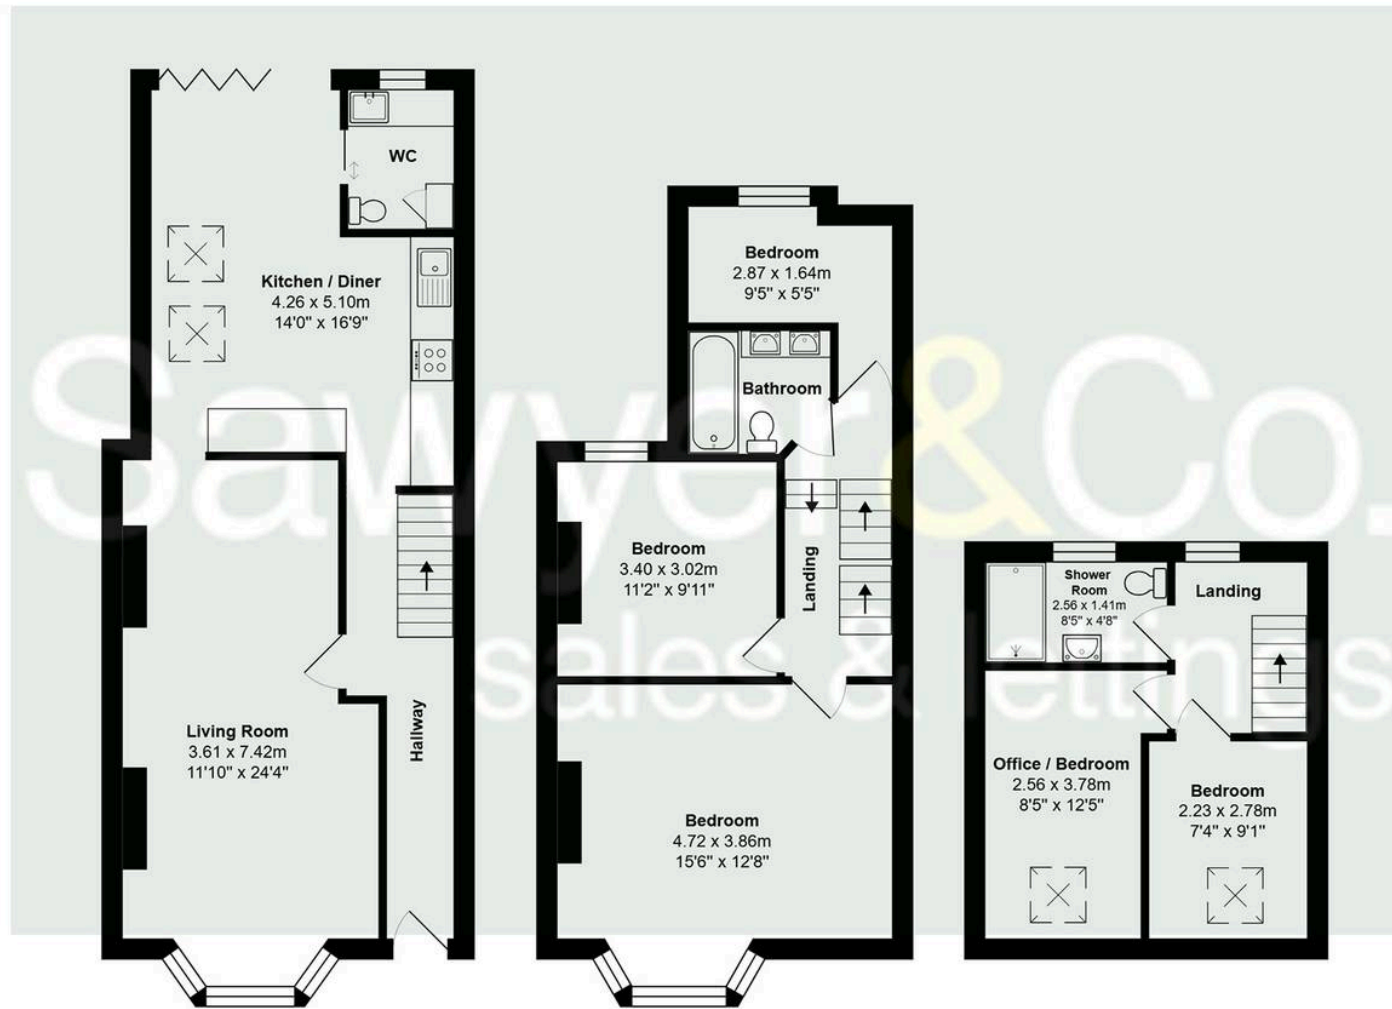 WC
Kitchen / Diner
4.26 x 5.10m
14'0" x 16'9"
Living Room
3.61 x 7.42m
11'10" x 24'4"
Hallway
Bedroom
2.87 x 1.64m
9'5" x 5'5"
Bathroom
Bedroom
3.40 x 3.02m
11'2" x 9'11"
Landing
Bedroom
4.72 x 3.86m
15'6" x 12'8"
Shower
Room
2.56 x 1.41m
8'5" x 4'8"
Landing
Office / Bedroom
2.56 x 3.78m
8'5" x 12'5"
Bedroom
2.23 x 2.78m
7'4" x 9'1"
Sawyer&Co.
sales & lettings